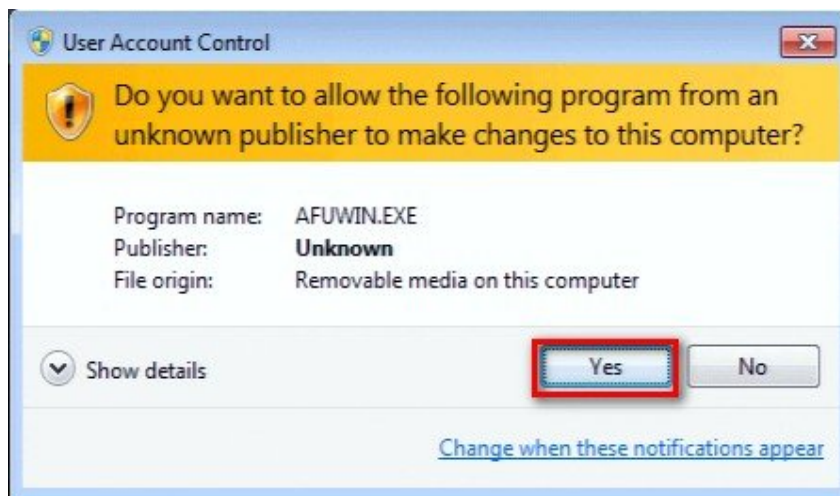 User Account Control
Do you want to allow the following program from an
unknown publisher to make changes to this computer?
Program name: AFUWIN.EXE
Publisher: Unknown
File origin: Removable media on this computer
Show details
Yes
No
Change when these notifications appear